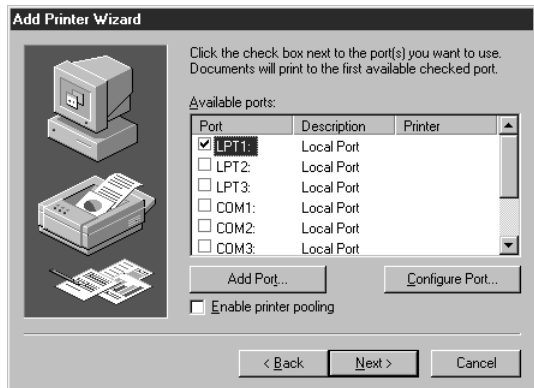 Add Printer Wizard
Click the check box next to the port(s) you want to use.
Documents will print to the first available checked port.
Available ports:
Port Description Printer
LPT1: Local Port
LPT2: Local Port
LPT3: Local Port
COM1: Local Port
COM2: Local Port
COM3: Local Port
Add Port... Configure Port...
Enable printer pooling
< Back Next > Cancel